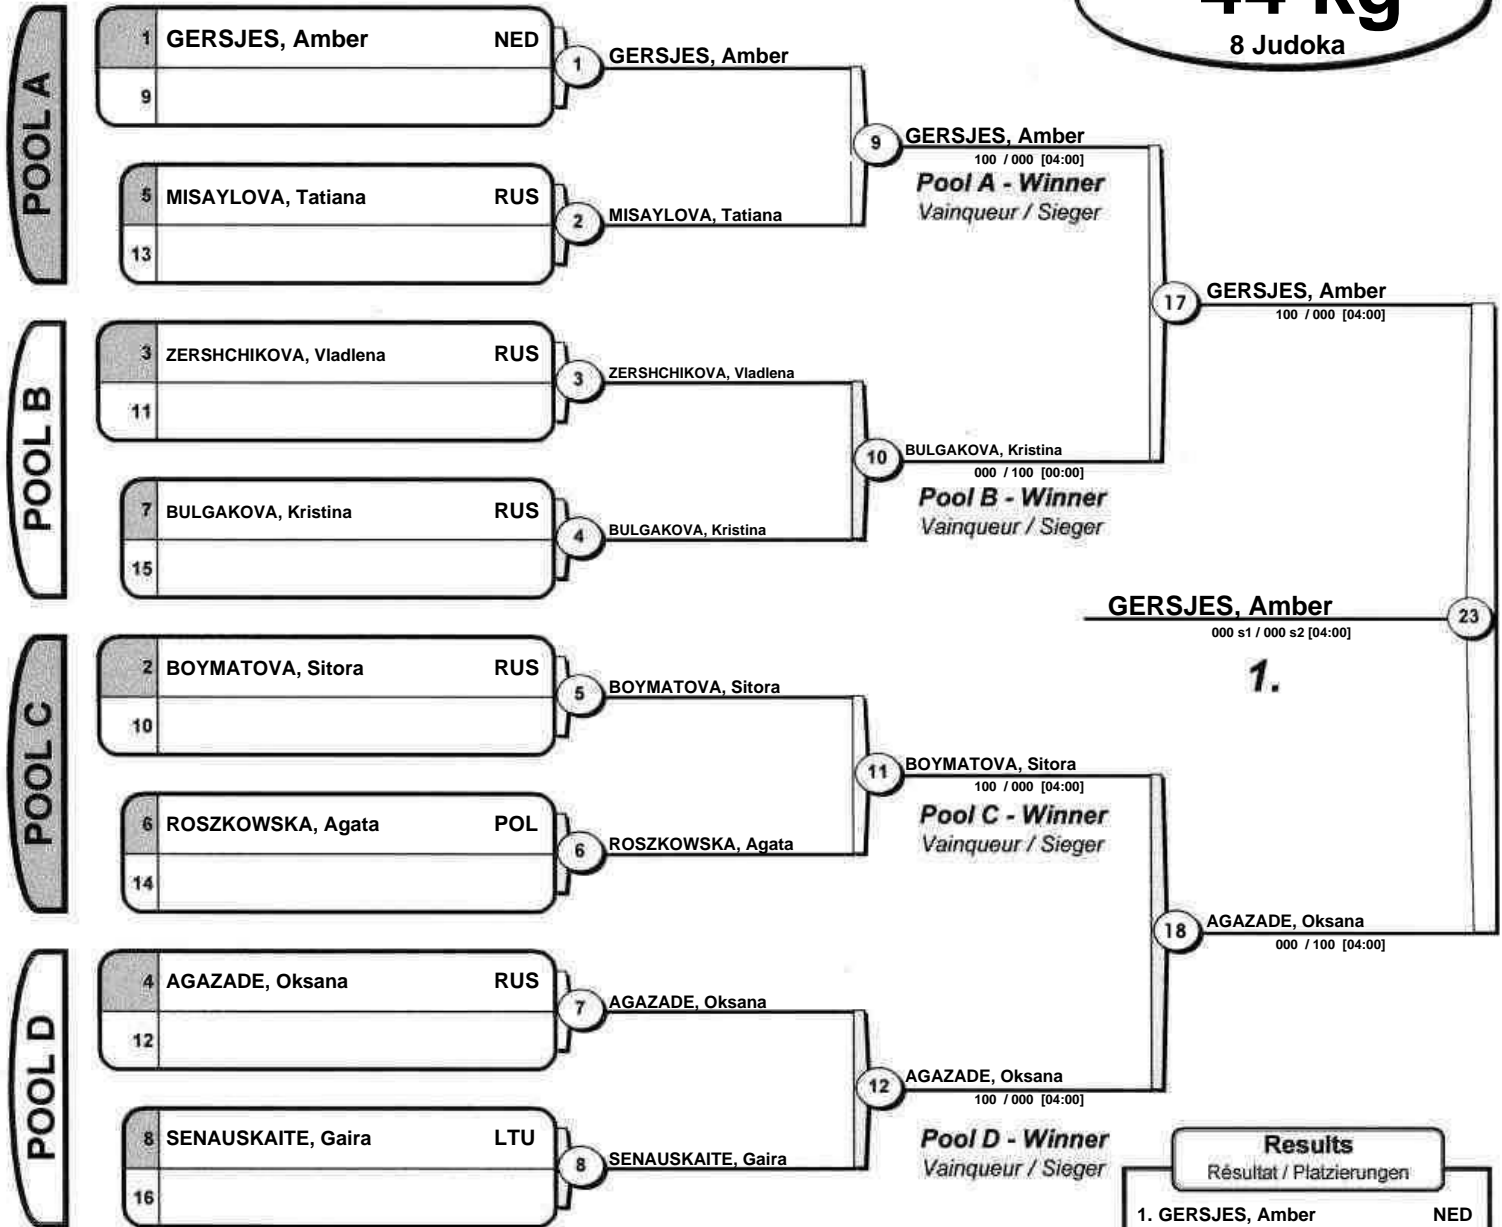 44 kg
8 Judoka
POOL A
1 GERSJES, Amber NED
9
1 GERSJES, Amber
5 MISAYLOVA, Tatiana RUS
13
2 MISAYLOVA, Tatiana
9 GERSJES, Amber
100 / 000 [04:00]
Pool A - Winner
Vainqueur / Sieger
POOL B
3 ZERSHCHIKOVA, Vladlena RUS
11
3 ZERSHCHIKOVA, Vladlena
7 BULGAKOVA, Kristina RUS
15
4 BULGAKOVA, Kristina
10 BULGAKOVA, Kristina
000 / 100 [00:00]
Pool B - Winner
Vainqueur / Sieger
17 GERSJES, Amber
100 / 000 [04:00]
GERSJES, Amber 23
000 s1 / 000 s2 [04:00]
1.
POOL C
2 BOYMATOVA, Sitora RUS
10
5 BOYMATOVA, Sitora
6 ROSZKOWSKA, Agata POL
14
6 ROSZKOWSKA, Agata
11 BOYMATOVA, Sitora
100 / 000 [04:00]
Pool C - Winner
Vainqueur / Sieger
POOL D
4 AGAZADE, Oksana RUS
12
7 AGAZADE, Oksana
8 SENAUSKAITE, Gaira LTU
16
8 SENAUSKAITE, Gaira
12 AGAZADE, Oksana
100 / 000 [04:00]
Pool D - Winner
Vainqueur / Sieger
18 AGAZADE, Oksana
000 / 100 [04:00]
Results
Résultat / Platzierungen
1. GERSJES, Amber NED